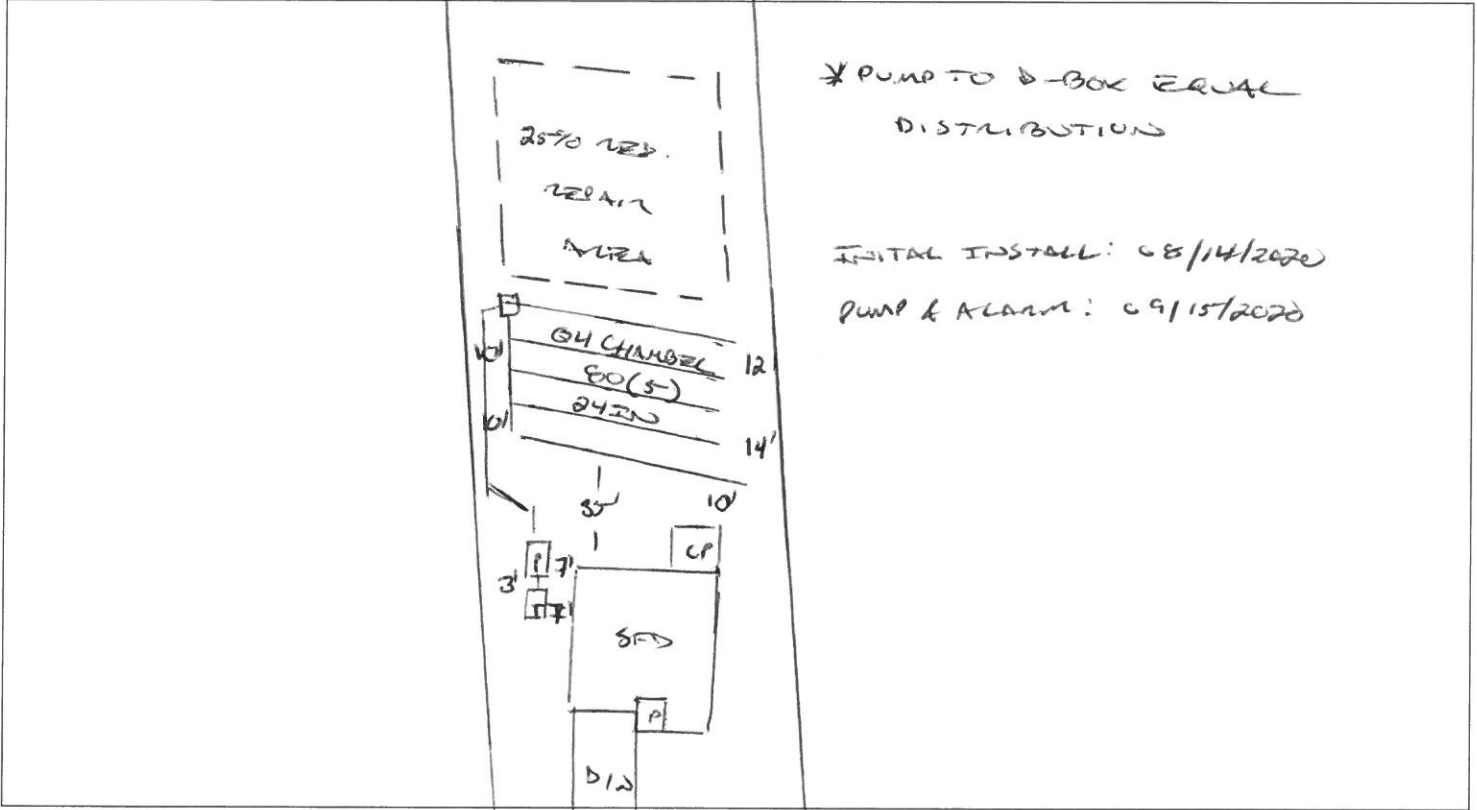 * PUMP TO D-BOX EQUAL
DISTRIBUTION
INITAL INSTALL: 08/14/2020
PUMP & ALARM: 09/15/2020
25% RED.
REPAIR
AREA
Q4 CHAMBER
80(5)
24IN
10'
10'
12
14'
35'
10'
CP
P
7'
3'
T
7'
SFD
P
D/W